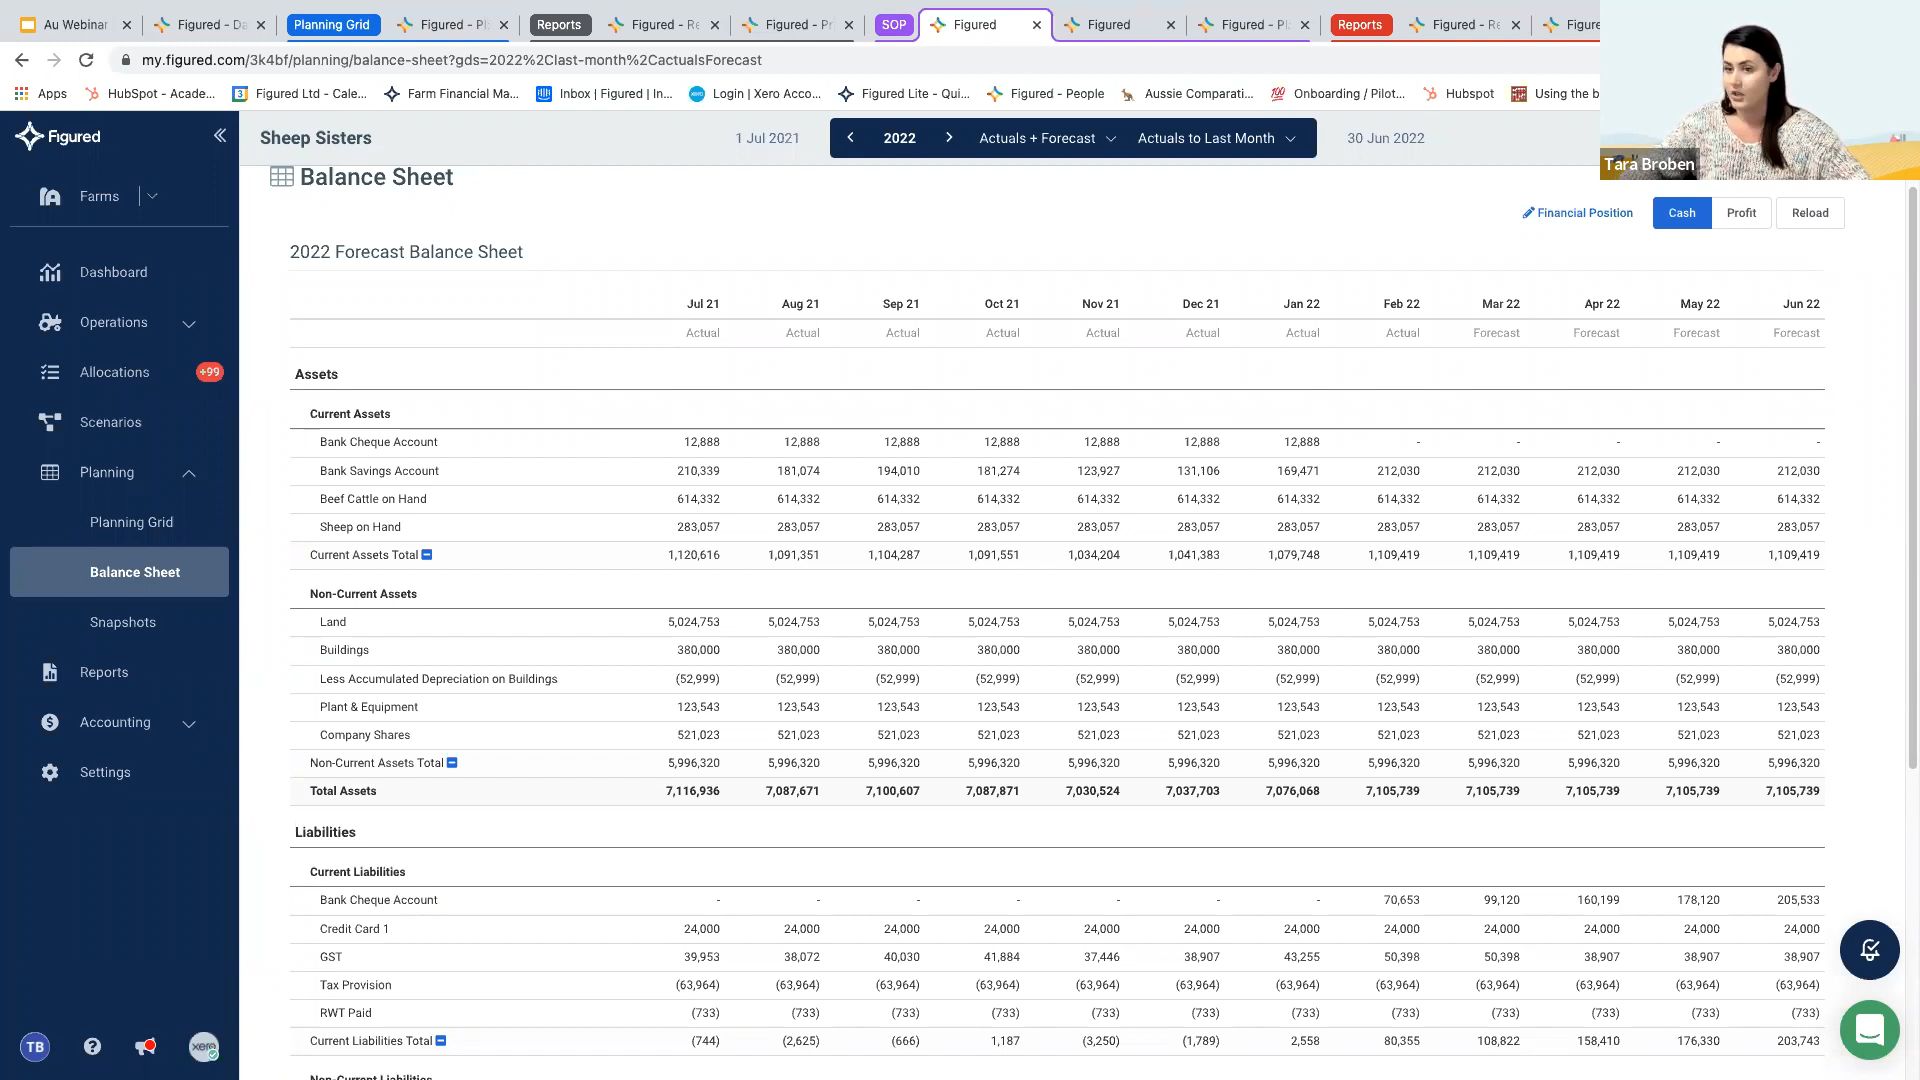 Au Webinar
Figured - Da
Planning Grid
Figured - Pl
Reports
Figured - Re
Figured - Pr
SOP
Figured
Figured
Figured - Pl
Reports
Figured - Re
Figure
my.figured.com/3k4bf/planning/balance-sheet?gds=2022%2Clast-month%2CactualsForecast
Apps
HubSpot - Acade...
Figured Ltd - Cale...
Farm Financial Ma...
Inbox | Figured | In...
Login | Xero Acco...
Figured Lite - Qui...
Figured - People
Aussie Comparati...
Onboarding / Pilot...
Hubspot
Using the b
Tara Broben
Figured
Sheep Sisters
1 Jul 2021
2022
Actuals + Forecast
Actuals to Last Month
30 Jun 2022
Farms
Dashboard
Operations
Allocations +99
Scenarios
Planning
Planning Grid
Balance Sheet
Snapshots
Reports
Accounting
Settings
TB
xero
Balance Sheet
Financial Position
Cash
Profit
Reload
2022 Forecast Balance Sheet
Jul 21 Aug 21 Sep 21 Oct 21 Nov 21 Dec 21 Jan 22 Feb 22 Mar 22 Apr 22 May 22 Jun 22
Actual Actual Actual Actual Actual Actual Actual Actual Forecast Forecast Forecast Forecast
Assets
Current Assets
Bank Cheque Account 12,888 12,888 12,888 12,888 12,888 12,888 12,888 - - - - -
Bank Savings Account 210,339 181,074 194,010 181,274 123,927 131,106 169,471 212,030 212,030 212,030 212,030 212,030
Beef Cattle on Hand 614,332 614,332 614,332 614,332 614,332 614,332 614,332 614,332 614,332 614,332 614,332 614,332
Sheep on Hand 283,057 283,057 283,057 283,057 283,057 283,057 283,057 283,057 283,057 283,057 283,057 283,057
Current Assets Total 1,120,616 1,091,351 1,104,287 1,091,551 1,034,204 1,041,383 1,079,748 1,109,419 1,109,419 1,109,419 1,109,419 1,109,419
Non-Current Assets
Land 5,024,753 5,024,753 5,024,753 5,024,753 5,024,753 5,024,753 5,024,753 5,024,753 5,024,753 5,024,753 5,024,753 5,024,753
Buildings 380,000 380,000 380,000 380,000 380,000 380,000 380,000 380,000 380,000 380,000 380,000 380,000
Less Accumulated Depreciation on Buildings (52,999) (52,999) (52,999) (52,999) (52,999) (52,999) (52,999) (52,999) (52,999) (52,999) (52,999) (52,999)
Plant & Equipment 123,543 123,543 123,543 123,543 123,543 123,543 123,543 123,543 123,543 123,543 123,543 123,543
Company Shares 521,023 521,023 521,023 521,023 521,023 521,023 521,023 521,023 521,023 521,023 521,023 521,023
Non-Current Assets Total 5,996,320 5,996,320 5,996,320 5,996,320 5,996,320 5,996,320 5,996,320 5,996,320 5,996,320 5,996,320 5,996,320 5,996,320
Total Assets 7,116,936 7,087,671 7,100,607 7,087,871 7,030,524 7,037,703 7,076,068 7,105,739 7,105,739 7,105,739 7,105,739 7,105,739
Liabilities
Current Liabilities
Bank Cheque Account - - - - - - - 70,653 99,120 160,199 178,120 205,533
Credit Card 1 24,000 24,000 24,000 24,000 24,000 24,000 24,000 24,000 24,000 24,000 24,000 24,000
GST 39,953 38,072 40,030 41,884 37,446 38,907 43,255 50,398 50,398 38,907 38,907 38,907
Tax Provision (63,964) (63,964) (63,964) (63,964) (63,964) (63,964) (63,964) (63,964) (63,964) (63,964) (63,964) (63,964)
RWT Paid (733) (733) (733) (733) (733) (733) (733) (733) (733) (733) (733) (733)
Current Liabilities Total (744) (2,625) (666) 1,187 (3,250) (1,789) 2,558 80,355 108,822 158,410 176,330 203,743
Non-Current Liabilities